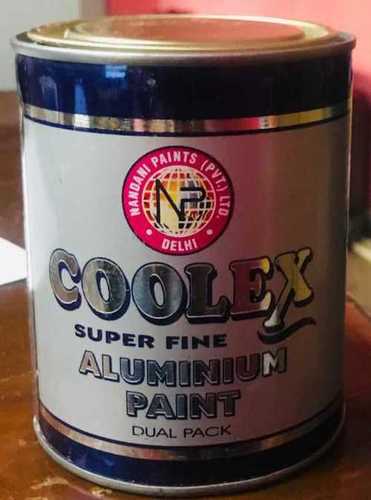 NANDANI PAINTS (PVT.) LTD.
• DELHI •
NP
COOLEX
SUPER FINE
ALUMINIUM
PAINT
DUAL PACK